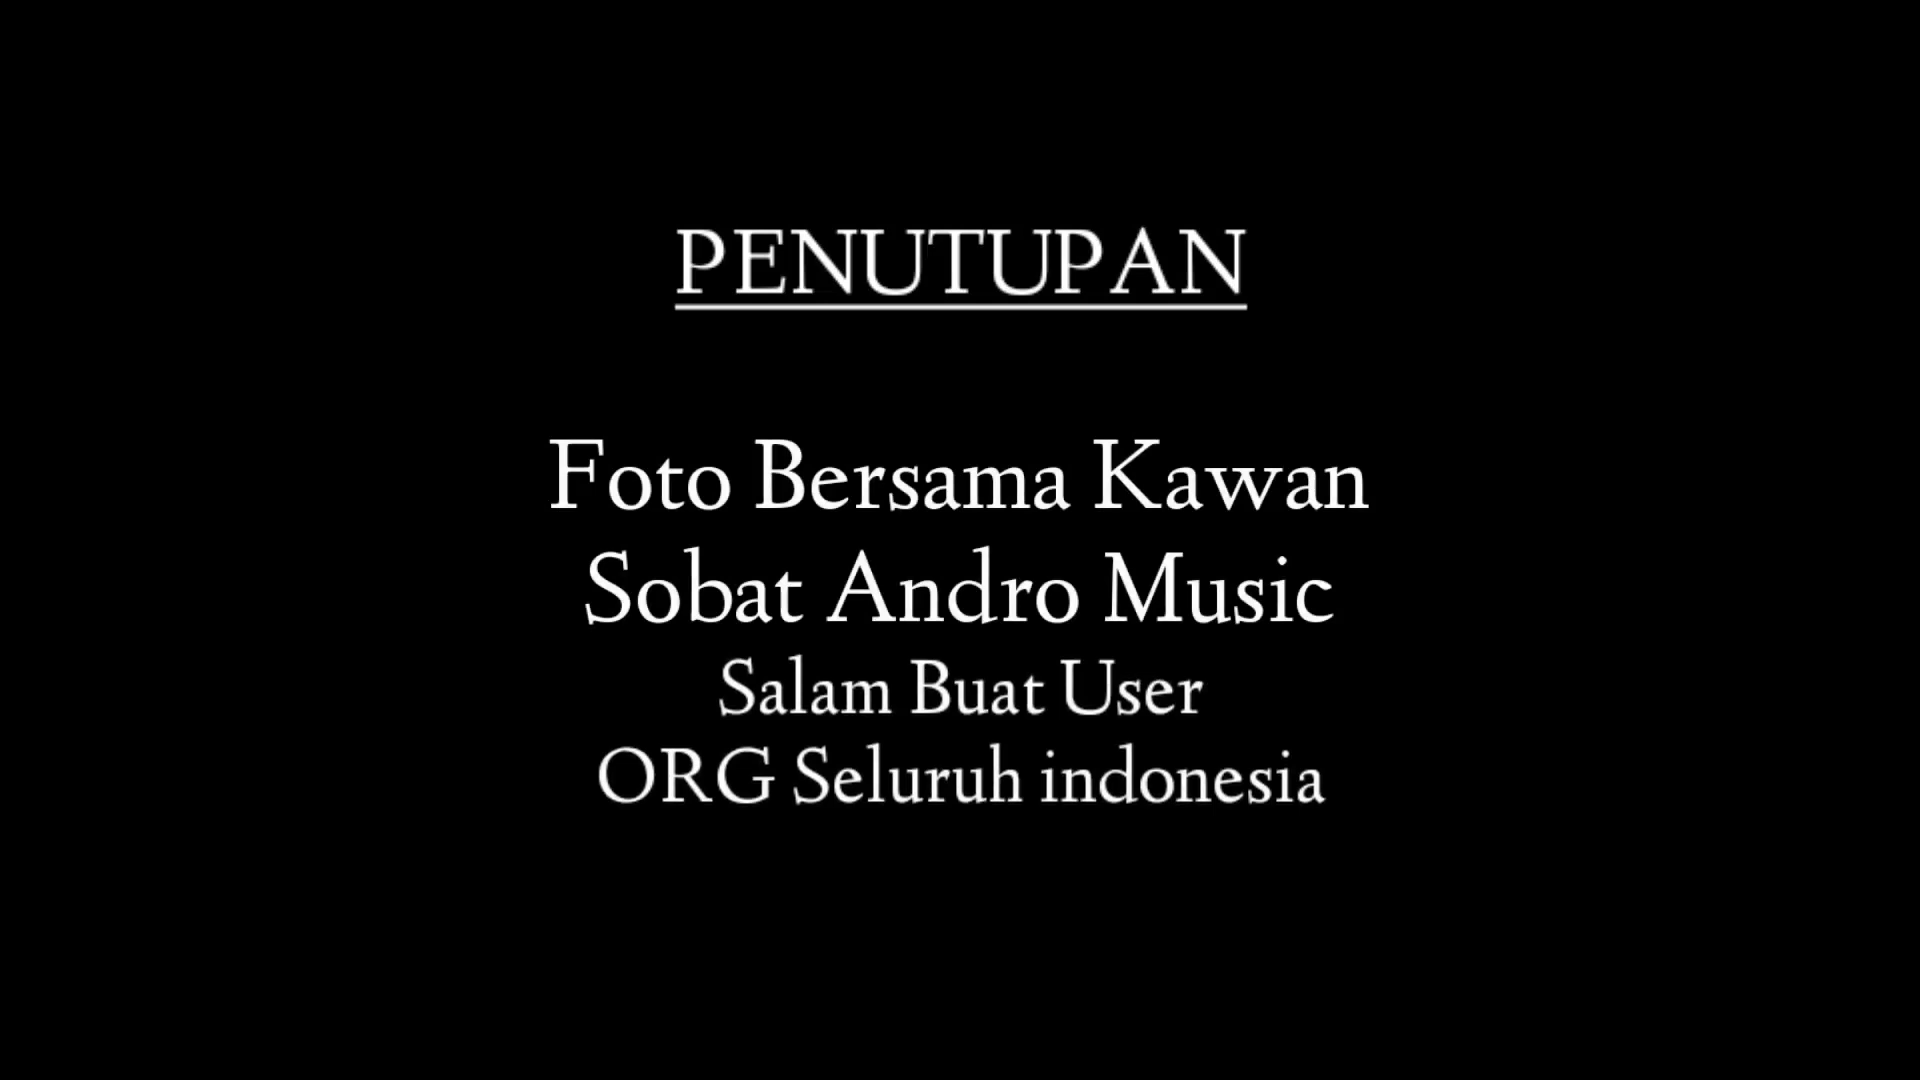 PENUTUPAN
Foto Bersama Kawan
Sobat Andro Music
Salam Buat User
ORG Seluruh indonesia